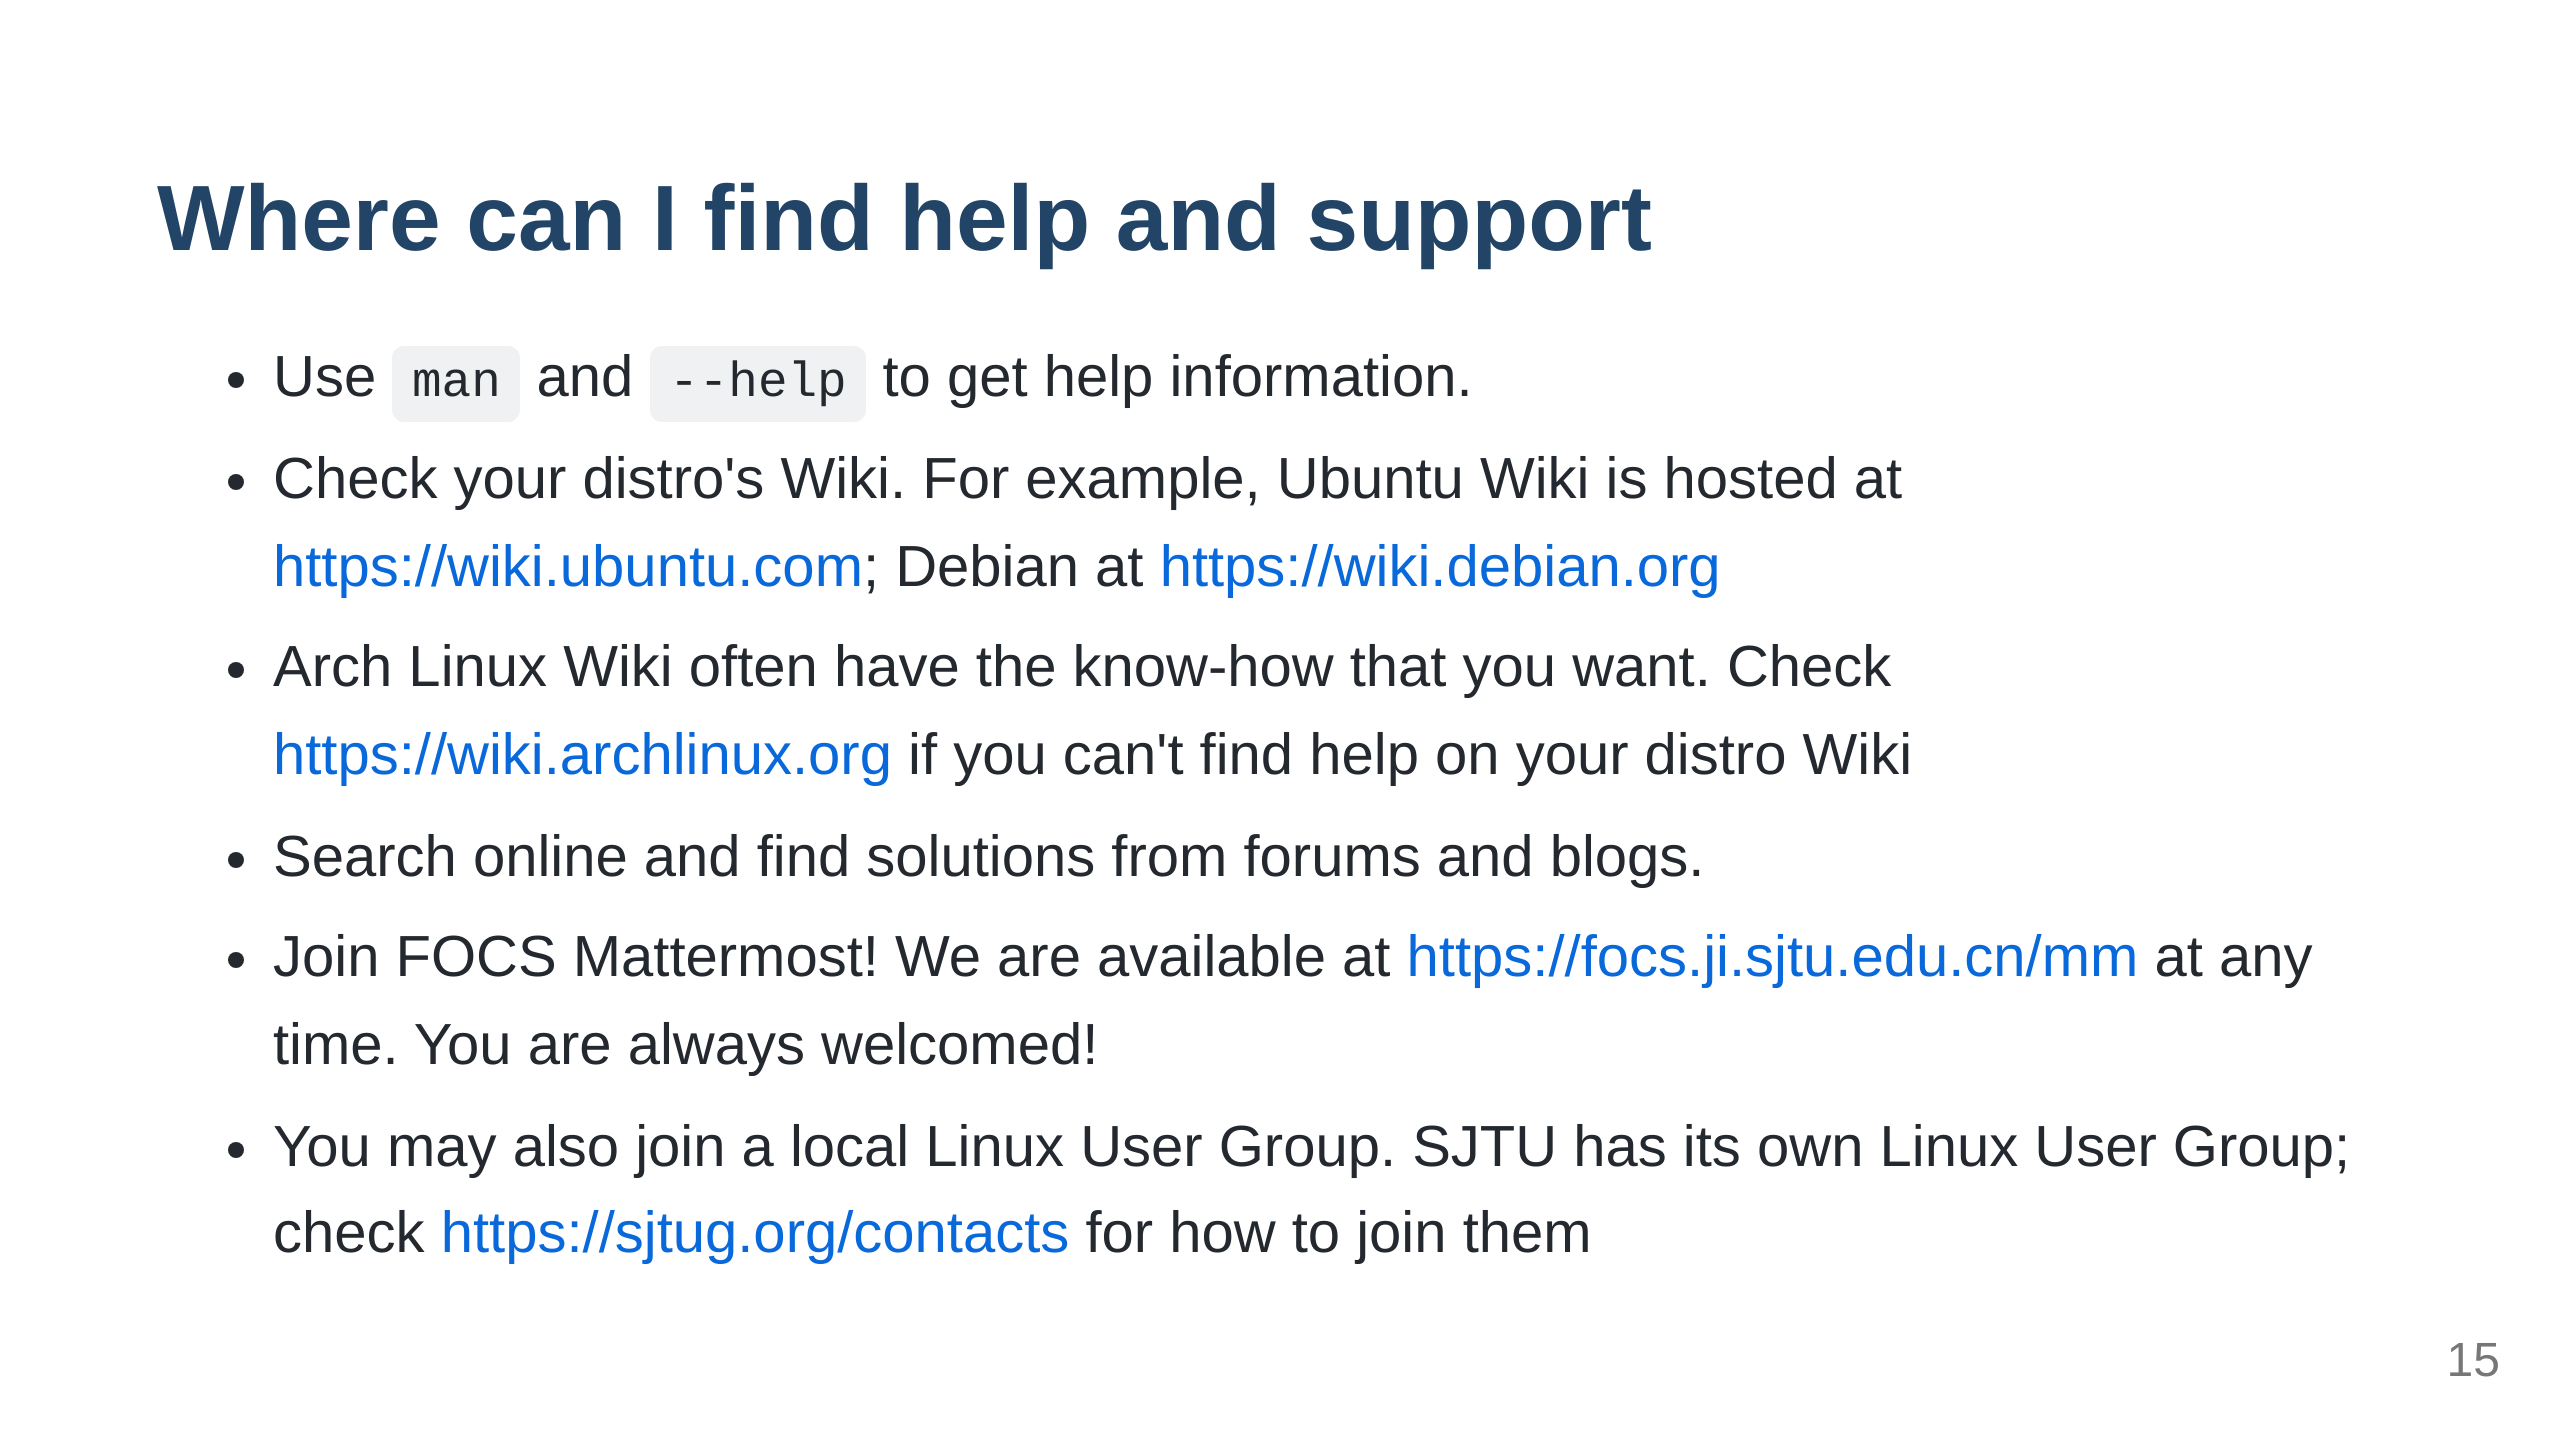 Where can I find help and support
• Use man and --help to get help information.
• Check your distro's Wiki. For example, Ubuntu Wiki is hosted at
https://wiki.ubuntu.com; Debian at https://wiki.debian.org
• Arch Linux Wiki often have the know-how that you want. Check
https://wiki.archlinux.org if you can't find help on your distro Wiki
• Search online and find solutions from forums and blogs.
• Join FOCS Mattermost! We are available at https://focs.ji.sjtu.edu.cn/mm at any
time. You are always welcomed!
• You may also join a local Linux User Group. SJTU has its own Linux User Group;
check https://sjtug.org/contacts for how to join them
15